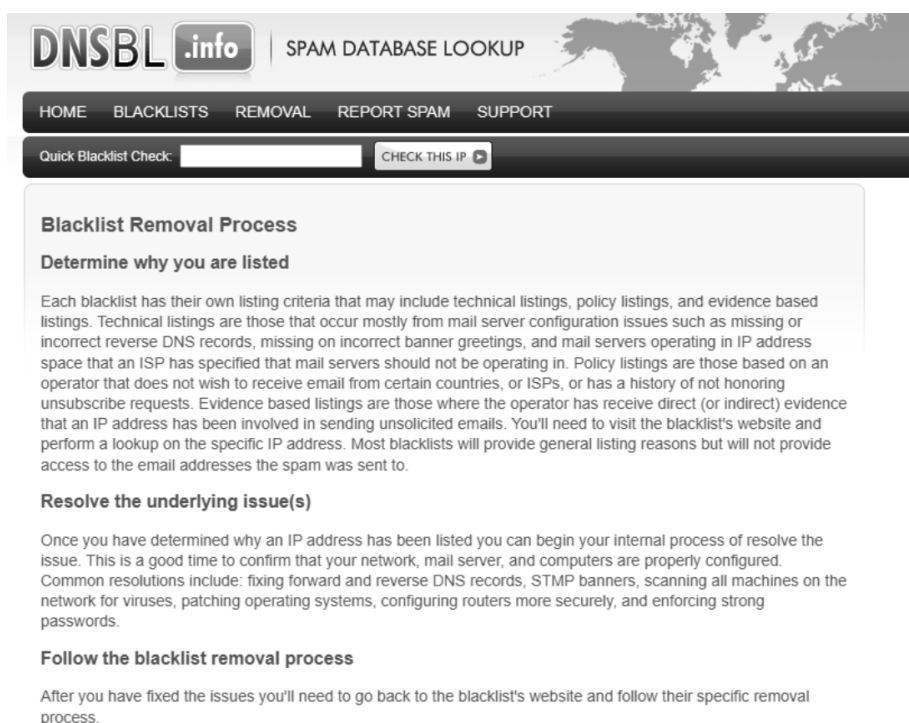 DNSBL .info SPAM DATABASE LOOKUP
HOME BLACKLISTS REMOVAL REPORT SPAM SUPPORT
Quick Blacklist Check: CHECK THIS IP
Blacklist Removal Process
Determine why you are listed
Each blacklist has their own listing criteria that may include technical listings, policy listings, and evidence based
listings. Technical listings are those that occur mostly from mail server configuration issues such as missing or
incorrect reverse DNS records, missing on incorrect banner greetings, and mail servers operating in IP address
space that an ISP has specified that mail servers should not be operating in. Policy listings are those based on an
operator that does not wish to receive email from certain countries, or ISPs, or has a history of not honoring
unsubscribe requests. Evidence based listings are those where the operator has receive direct (or indirect) evidence
that an IP address has been involved in sending unsolicited emails. You'll need to visit the blacklist's website and
perform a lookup on the specific IP address. Most blacklists will provide general listing reasons but will not provide
access to the email addresses the spam was sent to.
Resolve the underlying issue(s)
Once you have determined why an IP address has been listed you can begin your internal process of resolve the
issue. This is a good time to confirm that your network, mail server, and computers are properly configured.
Common resolutions include: fixing forward and reverse DNS records, STMP banners, scanning all machines on the
network for viruses, patching operating systems, configuring routers more securely, and enforcing strong
passwords.
Follow the blacklist removal process
After you have fixed the issues you'll need to go back to the blacklist's website and follow their specific removal
process.